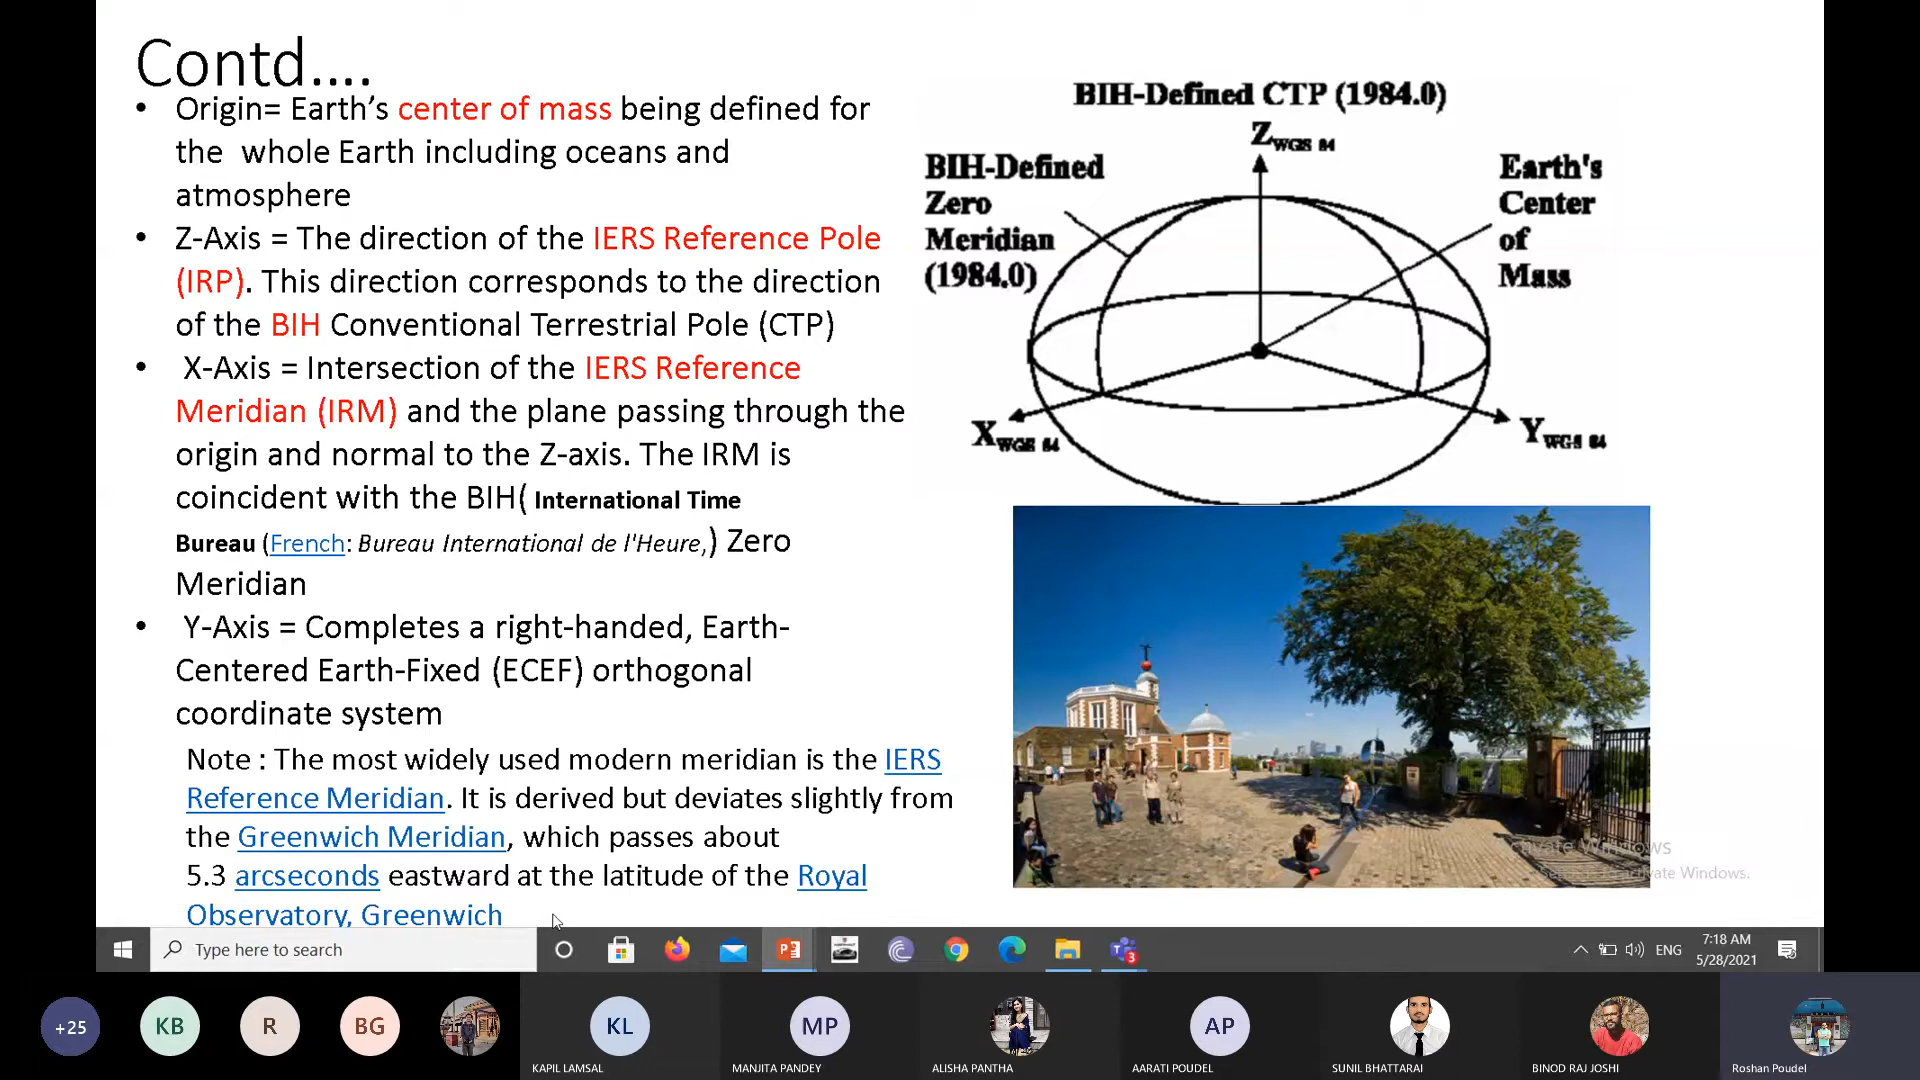 Contd....
• Origin= Earth's center of mass being defined for
the whole Earth including oceans and
atmosphere
• Z-Axis = The direction of the IERS Reference Pole
(IRP). This direction corresponds to the direction
of the BIH Conventional Terrestrial Pole (CTP)
• X-Axis = Intersection of the IERS Reference
Meridian (IRM) and the plane passing through the
origin and normal to the Z-axis. The IRM is
coincident with the BIH( International Time
Bureau (French: Bureau International de l'Heure,) Zero
Meridian
• Y-Axis = Completes a right-handed, Earth-
Centered Earth-Fixed (ECEF) orthogonal
coordinate system
Note : The most widely used modern meridian is the IERS
Reference Meridian. It is derived but deviates slightly from
the Greenwich Meridian, which passes about
5.3 arcseconds eastward at the latitude of the Royal
Observatory, Greenwich
BIH-Defined CTP (1984.0)
Z WGS 84
BIH-Defined
Zero
Meridian
(1984.0)
Earth's
Center
of
Mass
X WGS 84
Y WGS 84
Windows
Windows.
Type here to search
ENG
7:18 AM
5/28/2021
3
+25
KB
R
BG
KL
KAPIL LAMSAL
MP
MANJITA PANDEY
ALISHA PANTHA
AP
AARATI POUDEL
SUNIL BHATTARAI
BINOD RAJ JOSHI
Roshan Poudel